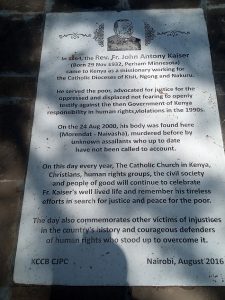 In 1964, the Rev. Fr. John Antony Kaiser
(Born 29 Nov 1932, Perham Minnesota)
came to Kenya as a missionary working for
the Catholic Dioceses of Kisii, Ngong and Nakuru.
He served the poor, advocated for justice for the
oppressed and displaced not fearing to openly
testify against the then Government of Kenya
responsibility in human rights violations in the 1990s.
On the 24 Aug 2000, his body was found here
(Morendat - Naivasha), murdered before by
unknown assailants who up to date
have not been called to account.
On this day every year, The Catholic Church in Kenya,
Christians, human rights groups, the civil society
and people of good will continue to celebrate
Fr. Kaiser's well lived life and remember his tireless
efforts in search for justice and peace for the poor.
The day also commemorates other victims of injustises
in the country's history and courageous defenders
of human rights who stood up to overcome it.
KCCB CJPC Nairobi, August 2016